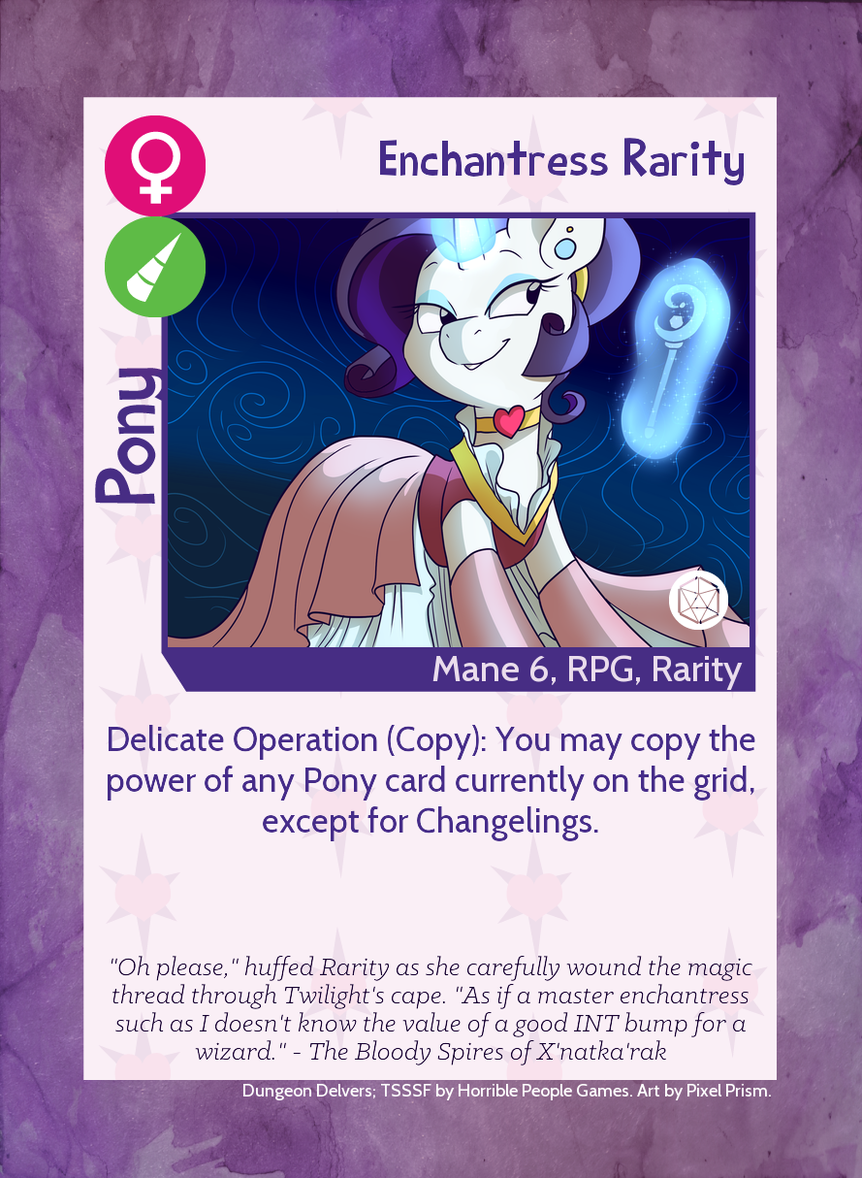 Enchantress Rarity
Pony
Mane 6, RPG, Rarity
Delicate Operation (Copy): You may copy the
power of any Pony card currently on the grid,
except for Changelings.
"Oh please," huffed Rarity as she carefully wound the magic
thread through Twilight's cape. "As if a master enchantress
such as I doesn't know the value of a good INT bump for a
wizard." - The Bloody Spires of X'natka'rak
Dungeon Delvers; TSSSF by Horrible People Games. Art by Pixel Prism.